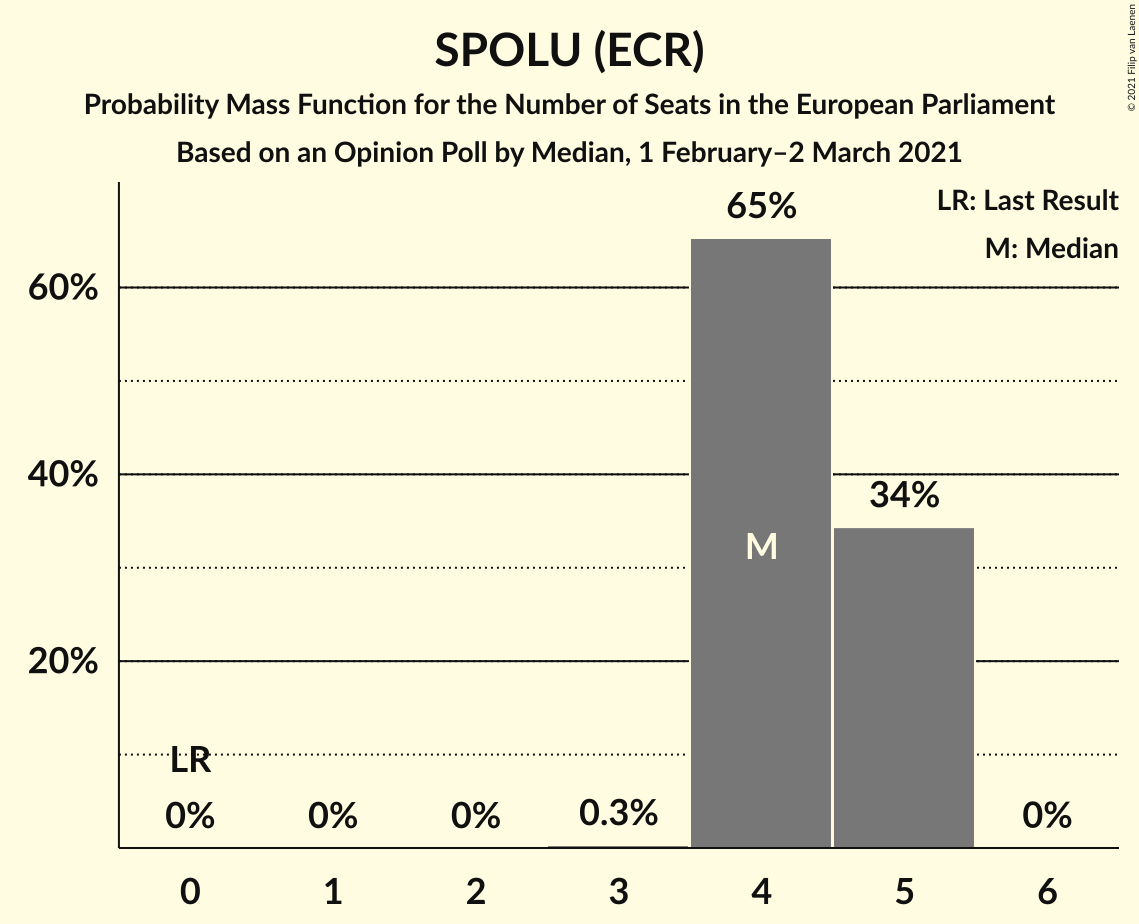 SPOLU (ECR)
Probability Mass Function for the Number of Seats in the European Parliament
Based on an Opinion Poll by Median, 1 February–2 March 2021
© 2021 Filip van Laenen
LR: Last Result
M: Median
65%
60%
40%
34%
M
20%
LR
0%
0%
0%
0.3%
0%
0 1 2 3 4 5 6